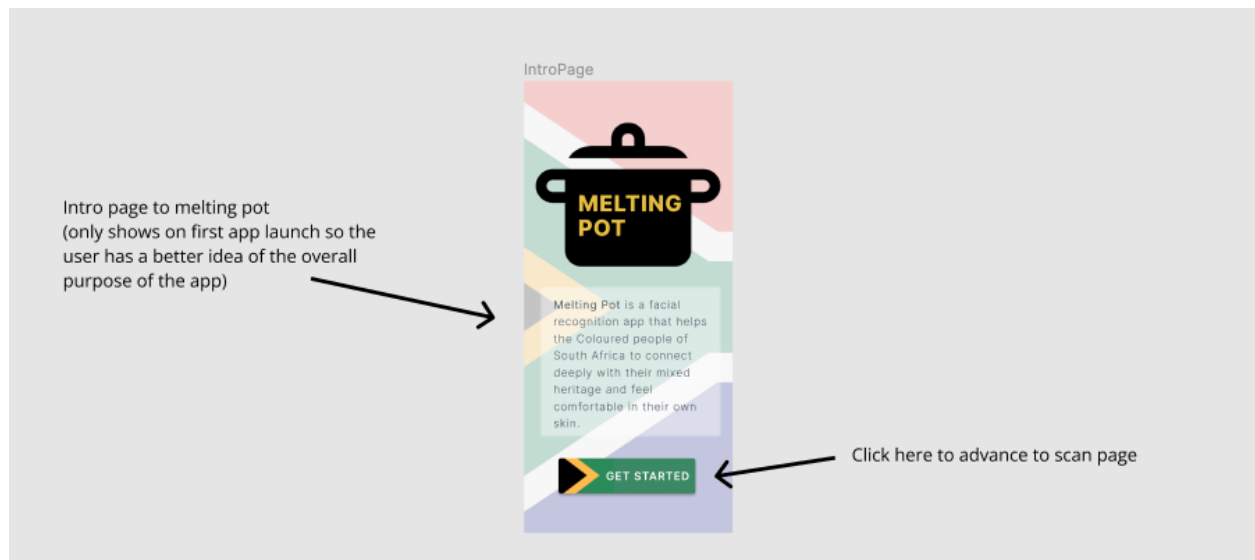 IntroPage
MELTING
POT
Intro page to melting pot
(only shows on first app launch so the
user has a better idea of the overall
purpose of the app)
Melting Pot is a facial
recognition app that helps
the Coloured people of
South Africa to connect
deeply with their mixed
heritage and feel
comfortable in their own
skin.
Click here to advance to scan page
GET STARTED